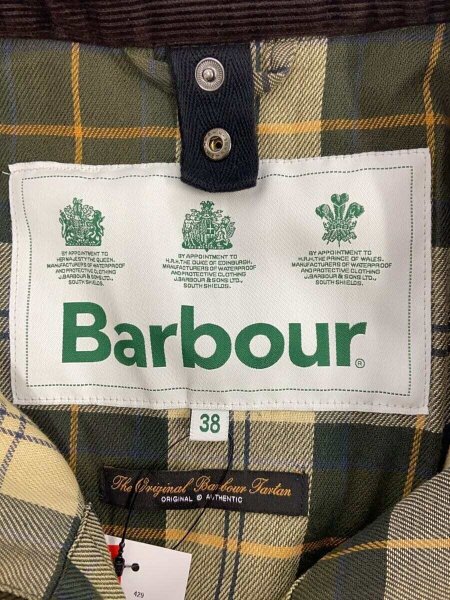 BY APPOINTMENT TO
HER MAJESTY THE QUEEN,
MANUFACTURERS OF WATERPROOF
AND PROTECTIVE CLOTHING
J.BARBOUR & SONS LTD.,
SOUTH SHIELDS.
BY APPOINTMENT TO
H.R.H. THE DUKE OF EDINBURGH,
MANUFACTURERS OF WATERPROOF
AND PROTECTIVE CLOTHING
J.BARBOUR & SONS LTD.,
SOUTH SHIELDS.
BY APPOINTMENT TO
H.R.H. THE PRINCE OF WALES,
MANUFACTURERS OF WATERPROOF
AND PROTECTIVE CLOTHING
J.BARBOUR & SONS LTD.,
SOUTH SHIELDS.
Barbour®
38
The Original Barbour Tartan
ORIGINAL & AUTHENTIC
429